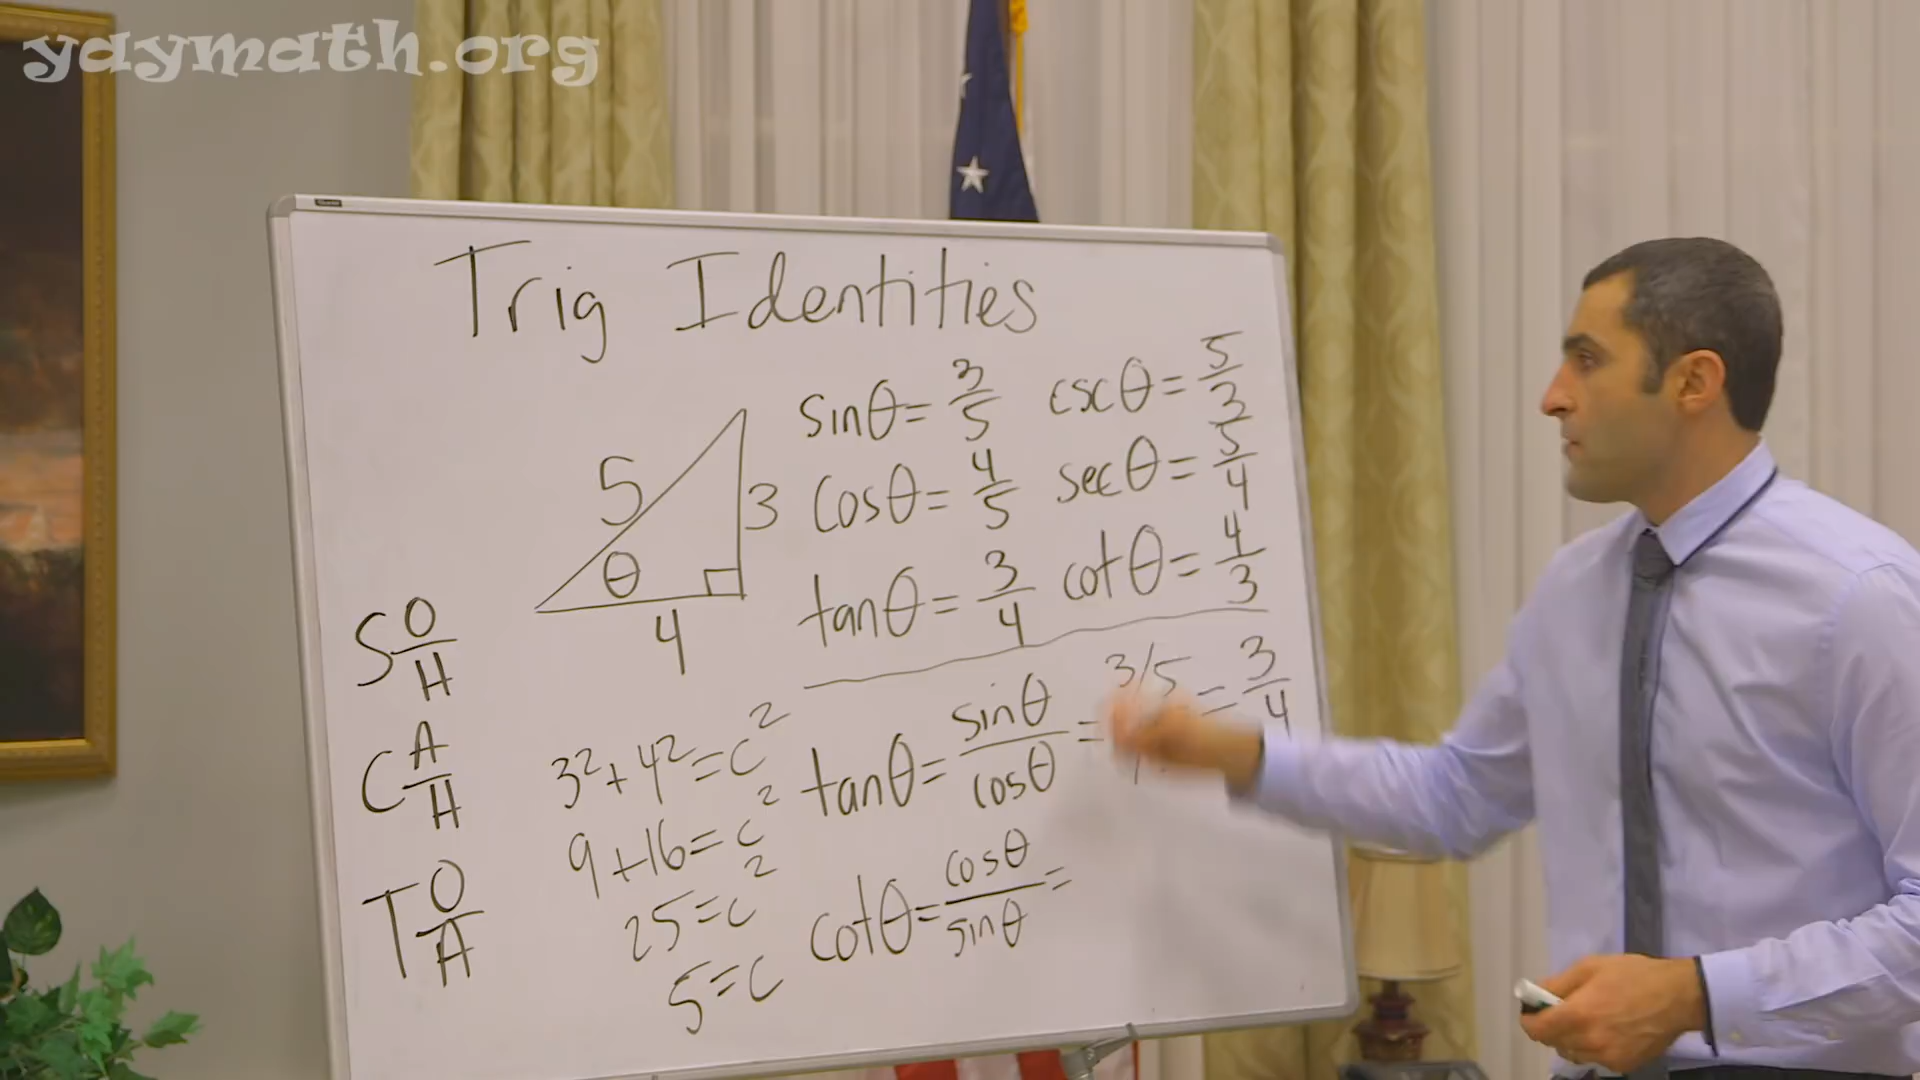 yaymath.org
Trig Identities
sinθ = 3/5 cscθ = 5/3
5
3
cosθ = 4/5 secθ = 5/4
θ
tanθ = 3/4 cotθ = 4/3
4
S O/H
C A/H
T O/A
3² + 4² = c²
9 + 16 = c²
25 = c²
5 = c
tanθ = sinθ/cosθ = 3/5 = 3/4
cotθ = cosθ/sinθ =